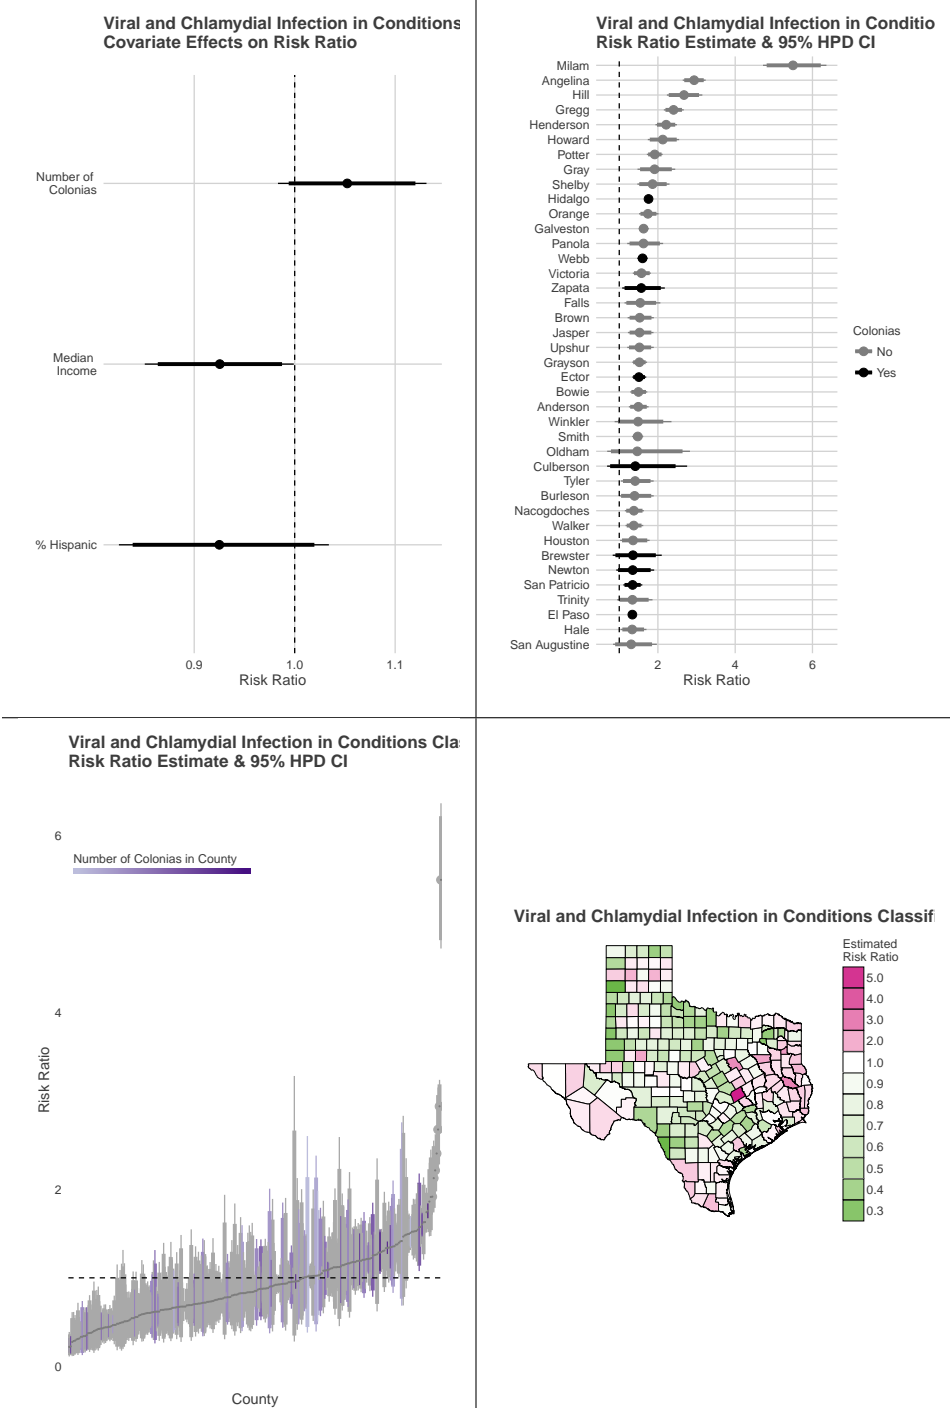 Viral and Chlamydial Infection in Conditions
Covariate Effects on Risk Ratio
Number of
Colonias
Median
Income
% Hispanic
0.9
1.0
1.1
Risk Ratio
Viral and Chlamydial Infection in Conditio
Risk Ratio Estimate & 95% HPD CI
Milam
Angelina
Hill
Gregg
Henderson
Howard
Potter
Gray
Shelby
Hidalgo
Orange
Galveston
Panola
Webb
Victoria
Zapata
Falls
Brown
Jasper
Upshur
Grayson
Ector
Bowie
Anderson
Winkler
Smith
Oldham
Culberson
Tyler
Burleson
Nacogdoches
Walker
Houston
Brewster
Newton
San Patricio
Trinity
El Paso
Hale
San Augustine
2
4
6
Risk Ratio
Colonias
No
Yes
Viral and Chlamydial Infection in Conditions Cla
Risk Ratio Estimate & 95% HPD CI
6
Number of Colonias in County
4
Risk Ratio
2
0
County
Viral and Chlamydial Infection in Conditions Classif
Estimated
Risk Ratio
5.0
4.0
3.0
2.0
1.0
0.9
0.8
0.7
0.6
0.5
0.4
0.3